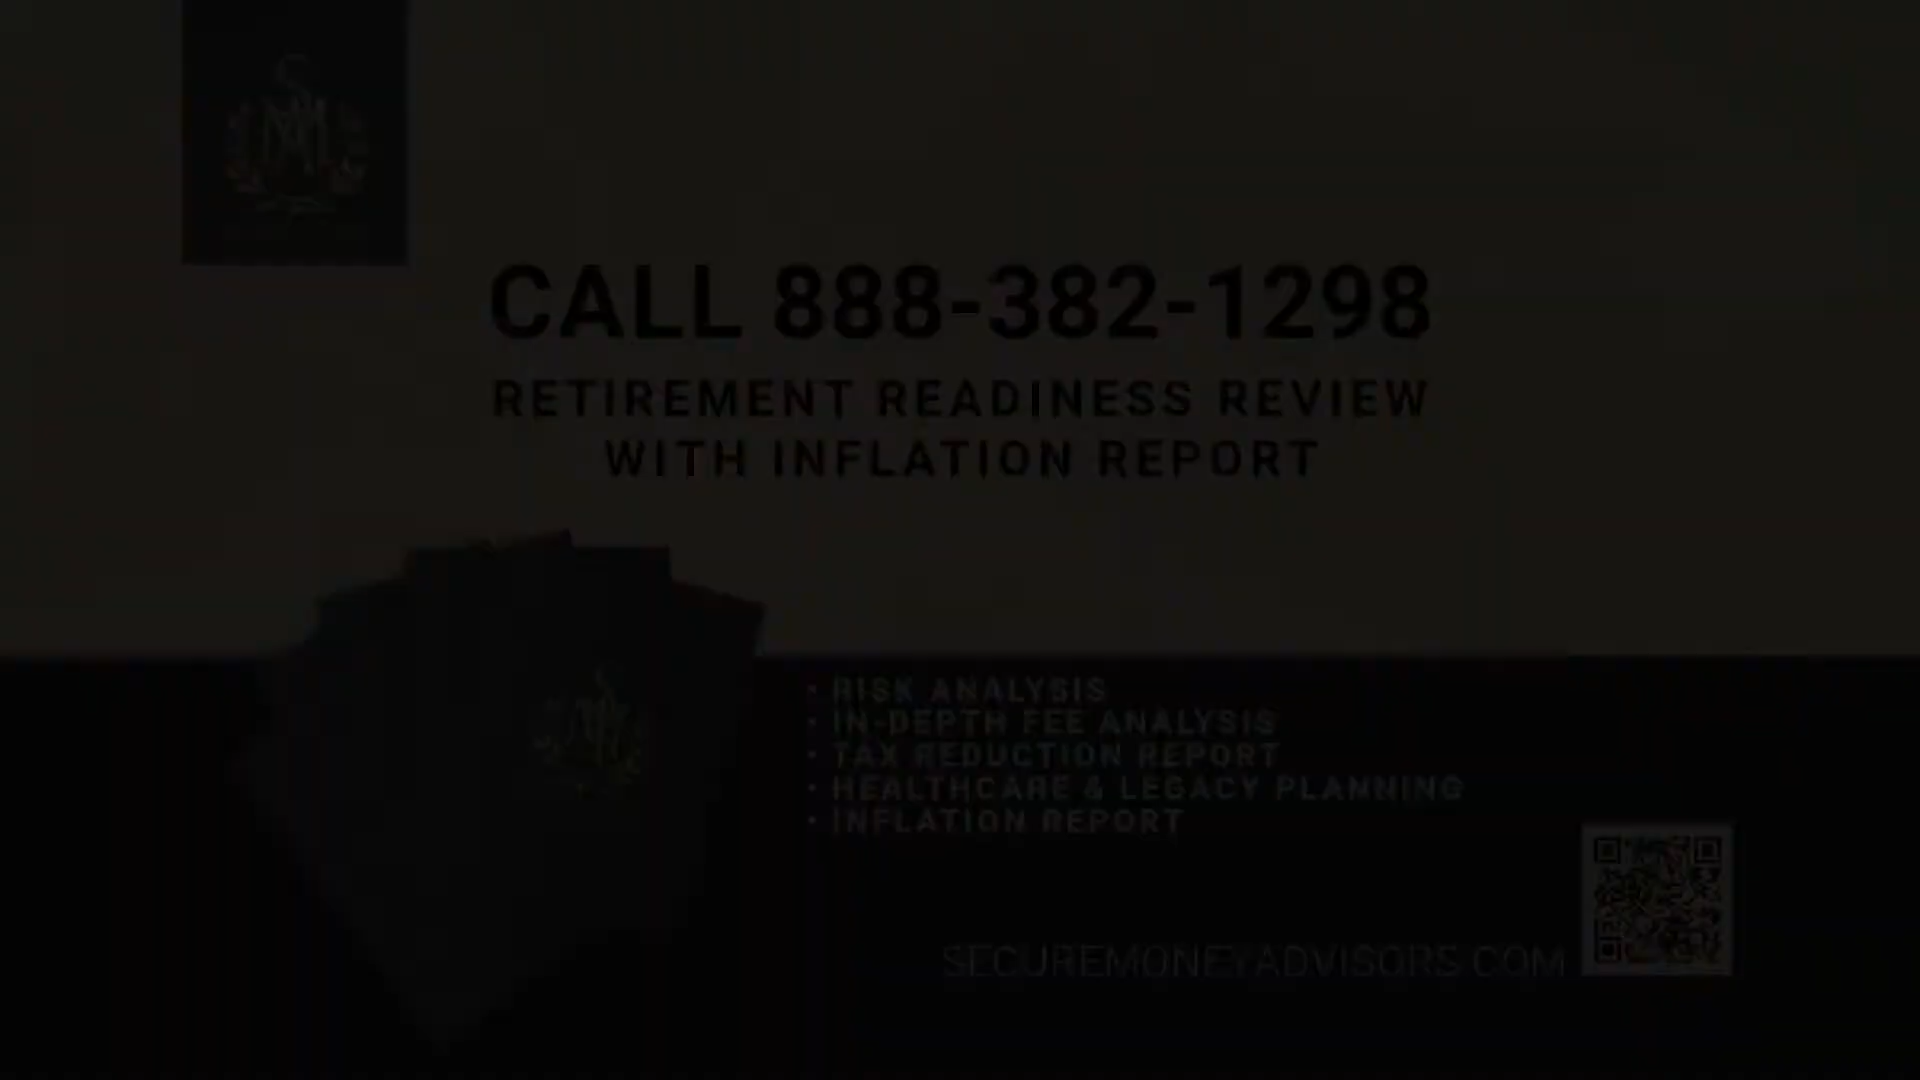 CALL 888-382-1298
RETIREMENT READINESS REVIEW
WITH INFLATION REPORT
• RISK ANALYSIS
• IN-DEPTH FEE ANALYSIS
• TAX REDUCTION REPORT
• HEALTHCARE & LEGACY PLANNING
• INFLATION REPORT
SECUREMONEYADVISORS.COM